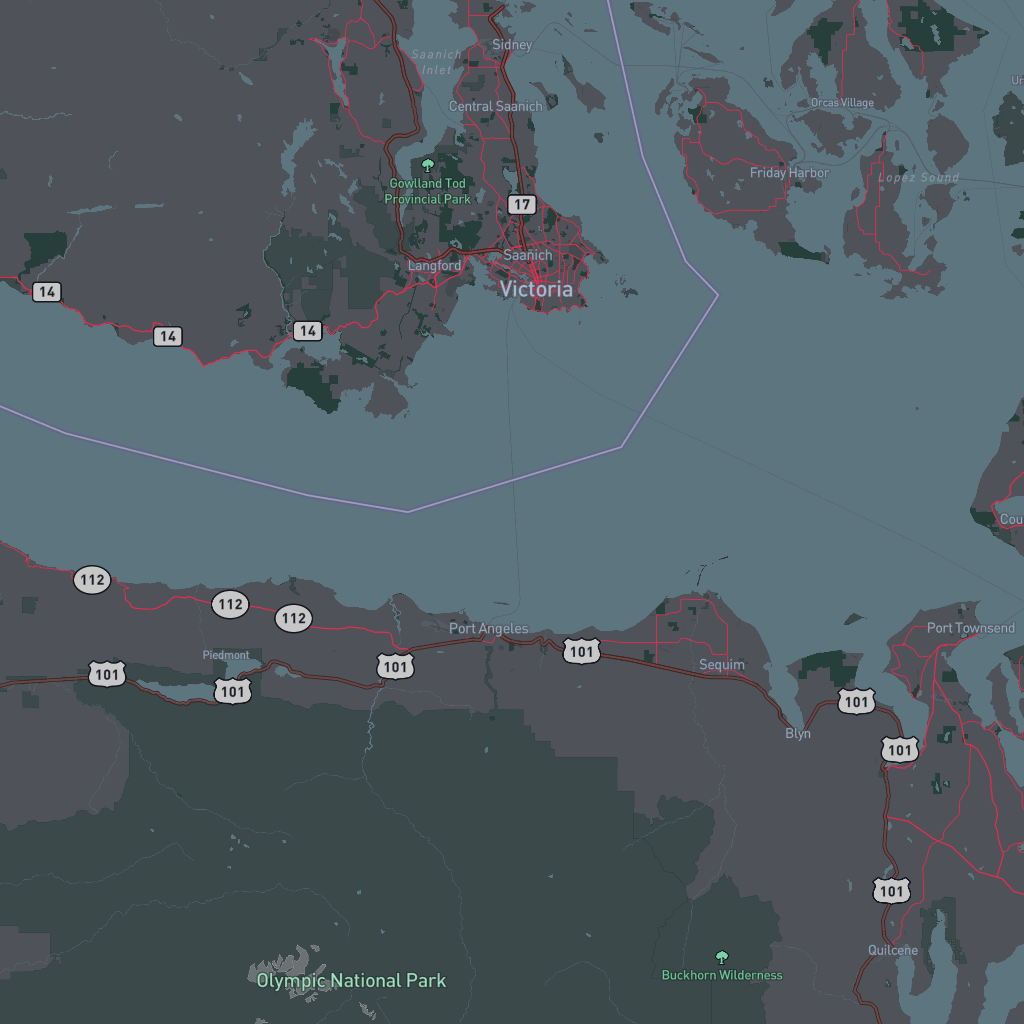 Sidney
Saanich
Inlet
Central Saanich
Orcas Village
Gowlland Tod
Provincial Park
Friday Harbor
Lopez Sound
17
Saanich
Langford
Victoria
14
14
14
Cou
112
112
112
Port Angeles
Port Townsend
101
Piedmont
101
101
101
Sequim
101
Blyn
101
101
Quilcene
Olympic National Park
Buckhorn Wilderness